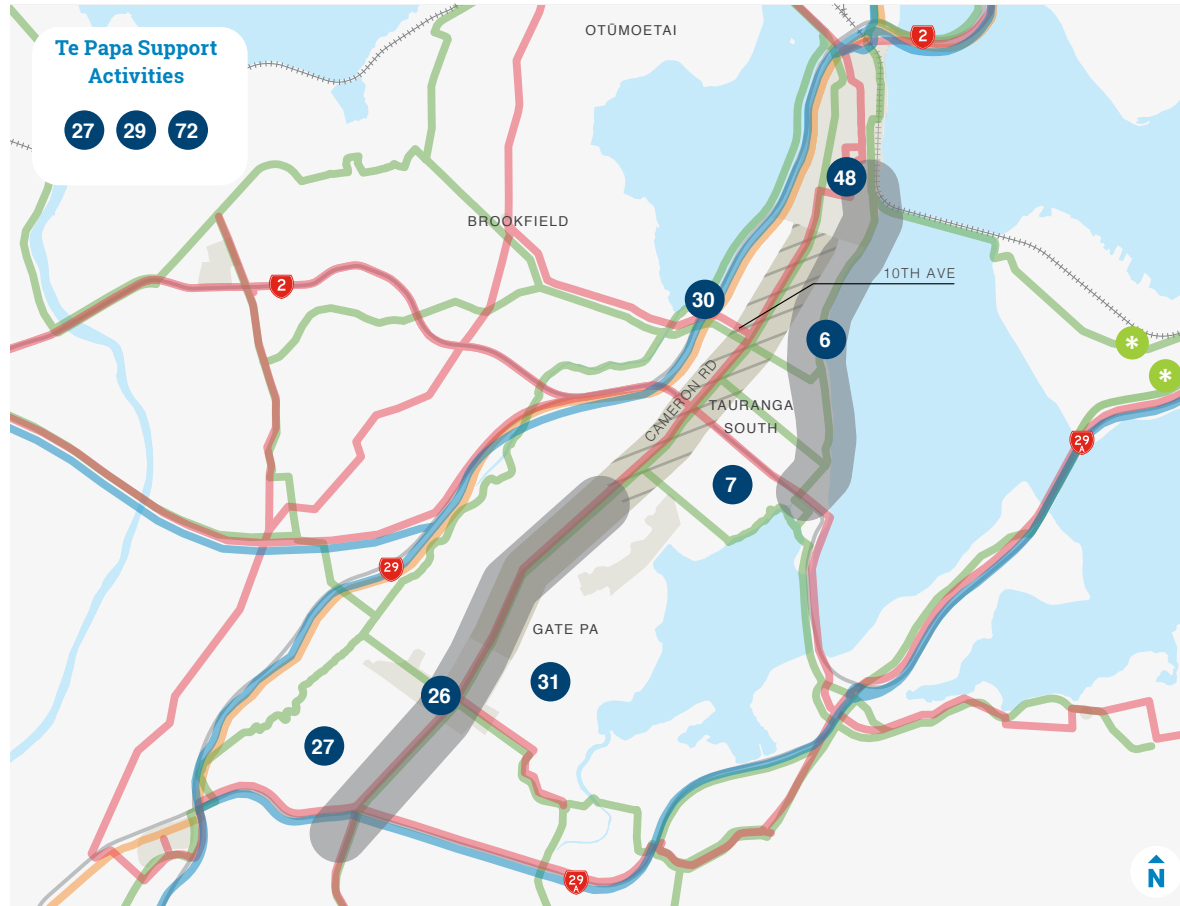 Te Papa Support
Activities
27 29 72
OTŪMOETAI
2
48
BROOKFIELD
10TH AVE
2
30
6
*
*
CAMERON RD
TAURANGA
SOUTH
29
A
7
29
GATE PA
31
26
27
29
A
N